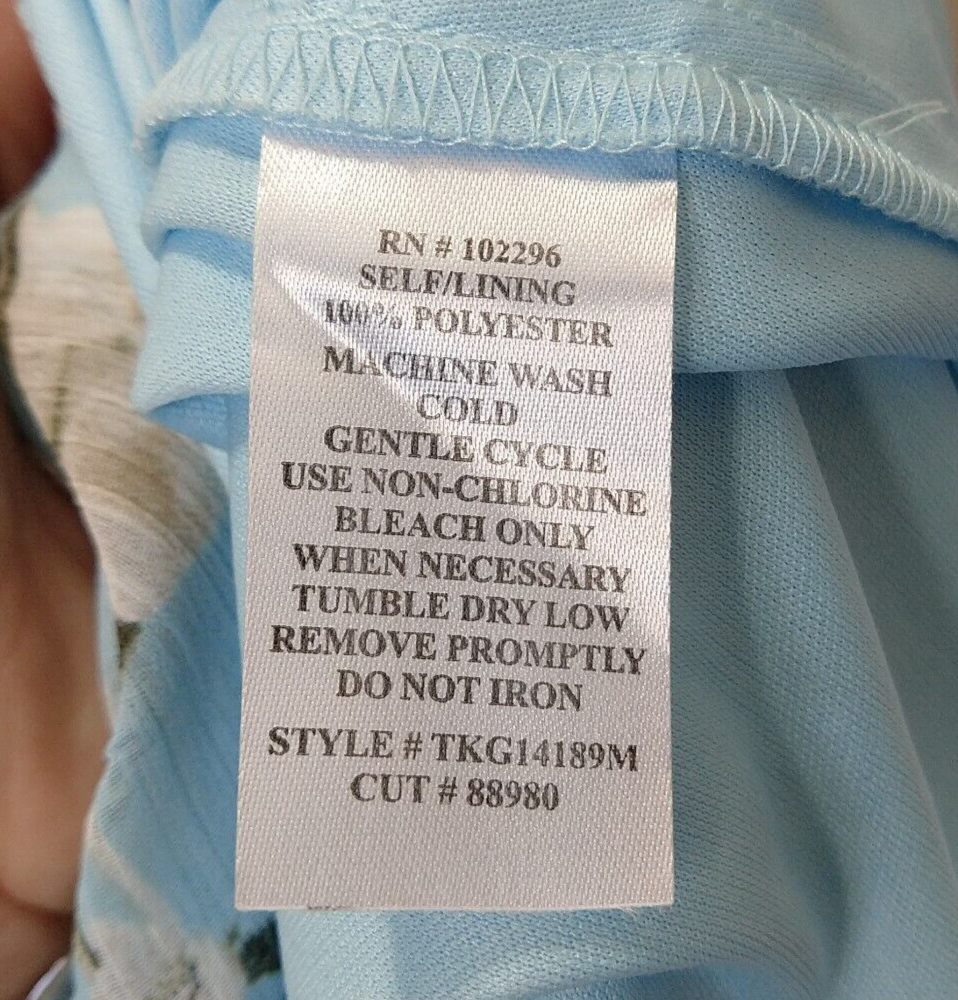 RN # 102296
SELF/LINING
100% POLYESTER
MACHINE WASH
COLD
GENTLE CYCLE
USE NON-CHLORINE
BLEACH ONLY
WHEN NECESSARY
TUMBLE DRY LOW
REMOVE PROMPTLY
DO NOT IRON
STYLE # TKG14189M
CUT # 88980